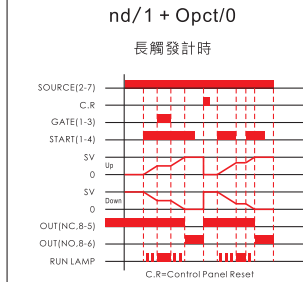 nd/1 + Opct/0
長觸發計時
SOURCE(2-7)
C.R
GATE(1-3)
START(1-4)
SV
Up
0
SV
Down
0
OUT(NC,8-5)
OUT(NO,8-6)
RUN LAMP
C.R=Control Panel Reset